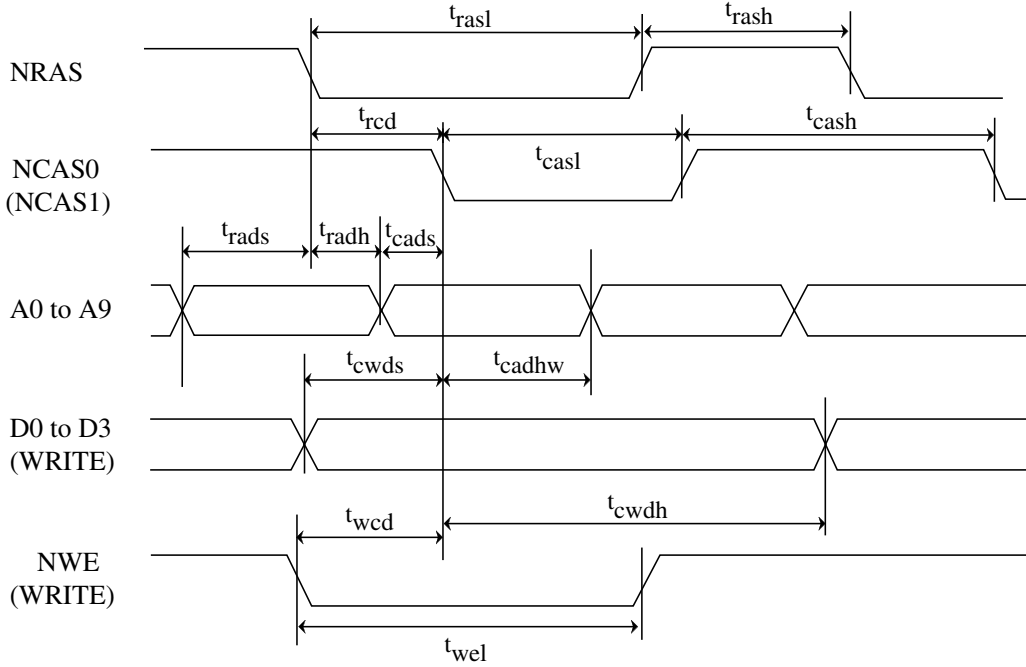 t_rasl t_rash
NRAS
t_rcd t_cash
NCAS0
(NCAS1)
t_casl
t_rads t_radh t_cads
A0 to A9
t_cwds t_cadhw
D0 to D3
(WRITE)
t_wcd t_cwdh
NWE
(WRITE)
t_wel